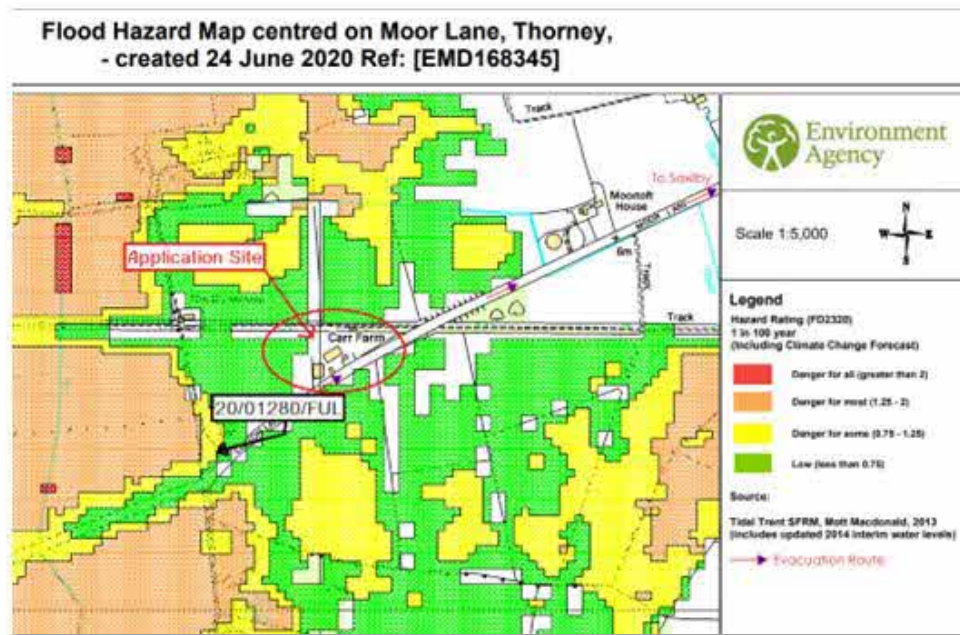 Flood Hazard Map centred on Moor Lane, Thorney,
- created 24 June 2020 Ref: [EMD168345]
Track
To Saxilby
Moonoft
House
MOOR LANE
6m
Track
Application Site
Track
Carr Farm
20/01280/FUL
Environment
Agency
Scale 1:5,000
N
W
E
S
Legend
Hazard Rating (FD2320)
1 in 100 year
(Including Climate Change Forecast)
Danger for all (greater than 2)
Danger for most (1.25 - 2)
Danger for some (0.75 - 1.25)
Low (less than 0.75)
Source:
Tidal Trent SFRM, Mott Macdonald, 2013
(includes updated 2014 interim water levels)
Evacuation Route